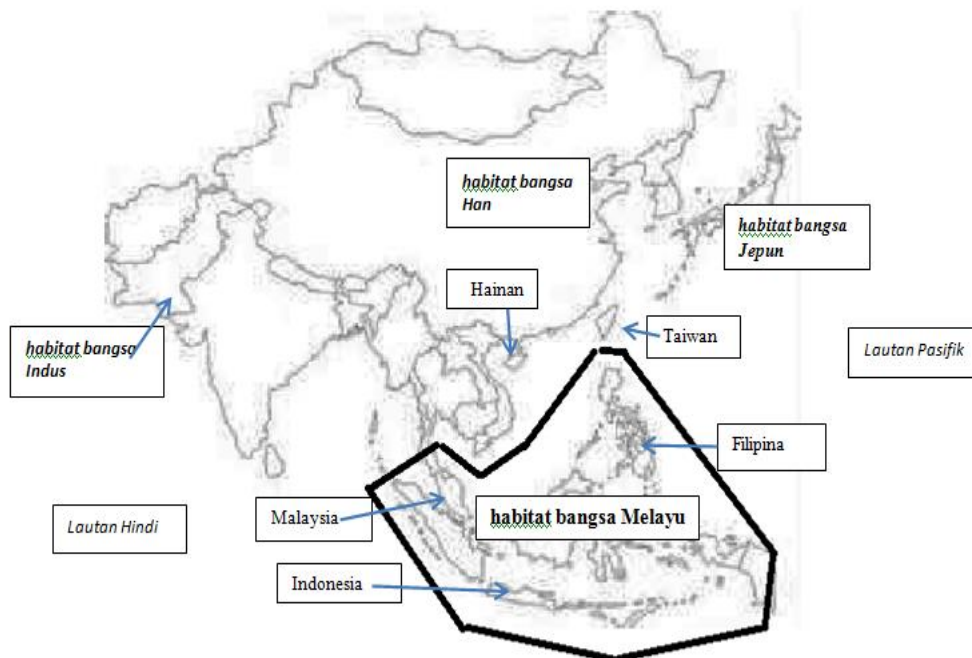 habitat bangsa
Han
habitat bangsa
Jepun
Hainan
Taiwan
habitat bangsa
Indus
Lautan Pasifik
Filipina
Malaysia
habitat bangsa Melayu
Lautan Hindi
Indonesia